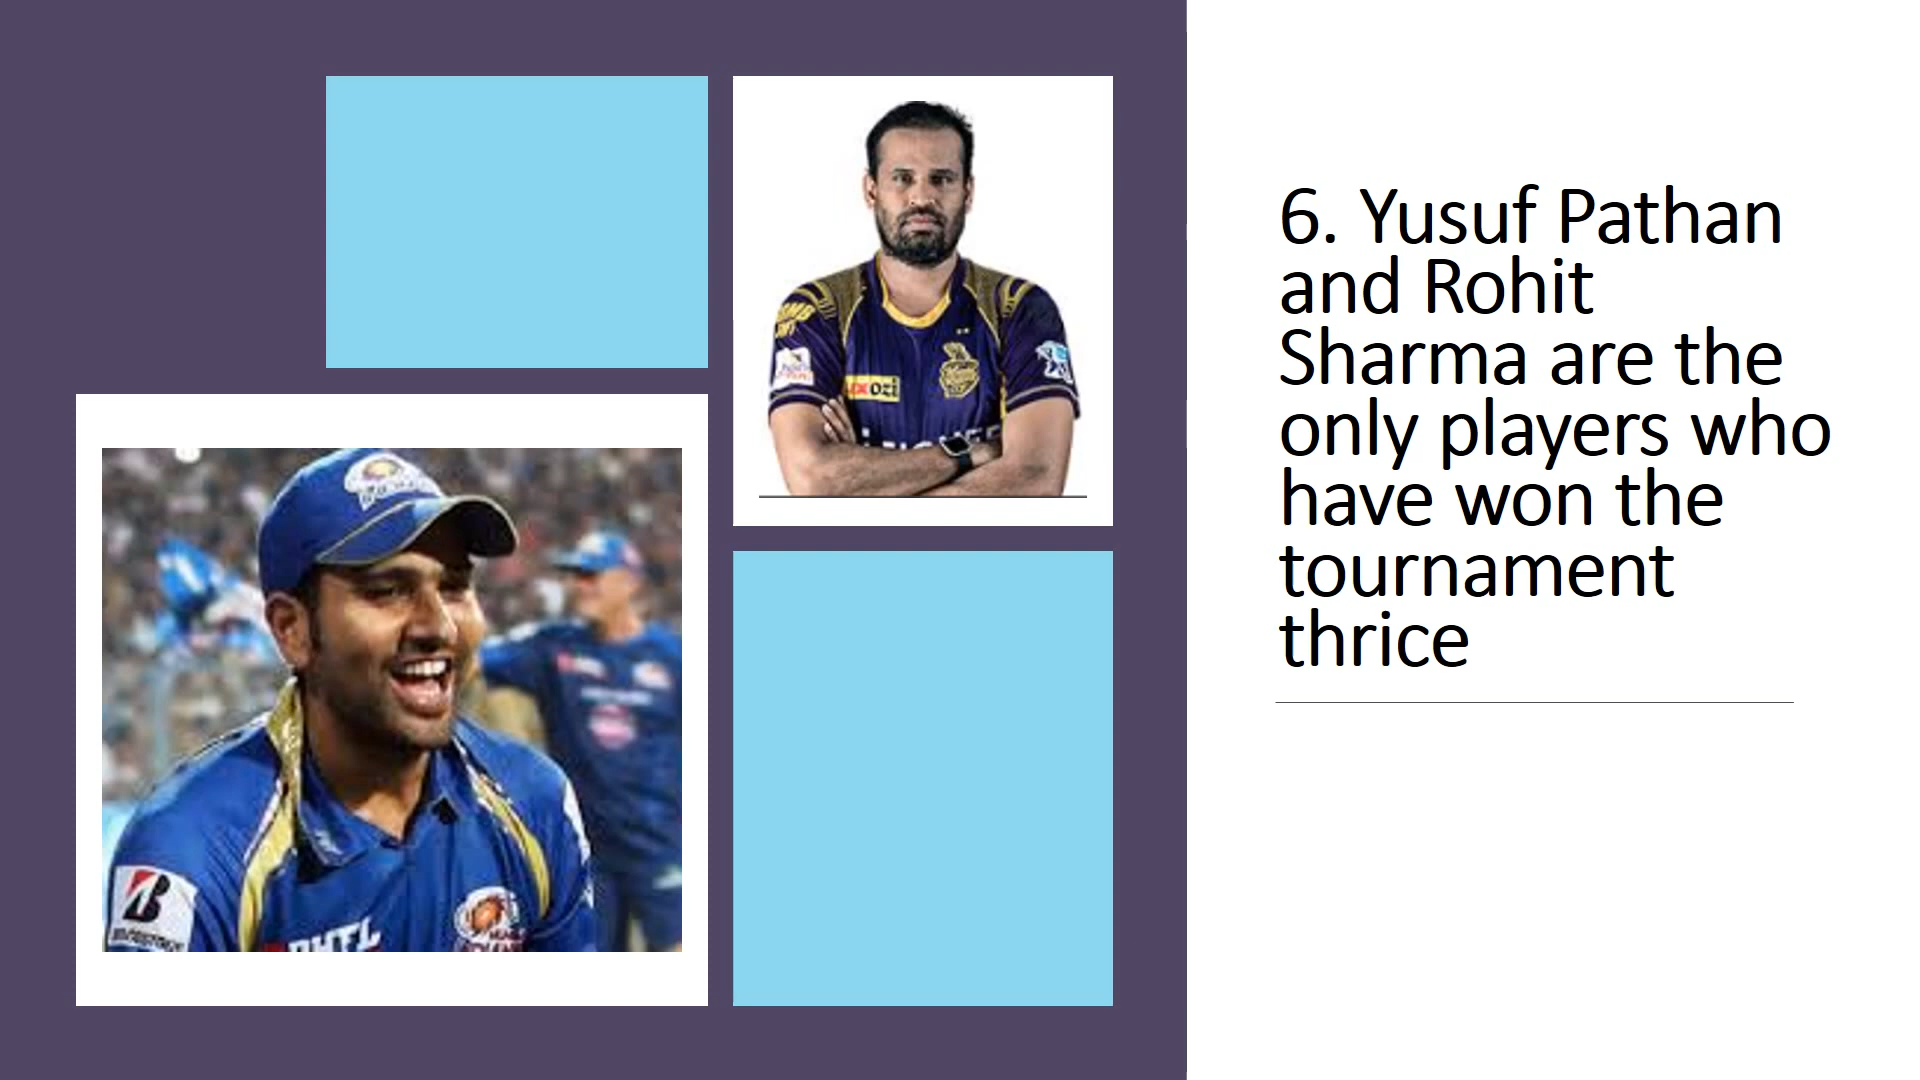 6. Yusuf Pathan
and Rohit
Sharma are the
only players who
have won the
tournament
thrice